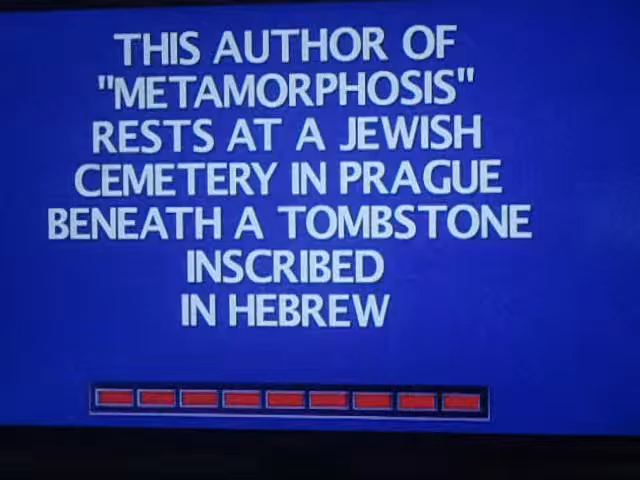 THIS AUTHOR OF
"METAMORPHOSIS"
RESTS AT A JEWISH
CEMETERY IN PRAGUE
BENEATH A TOMBSTONE
INSCRIBED
IN HEBREW